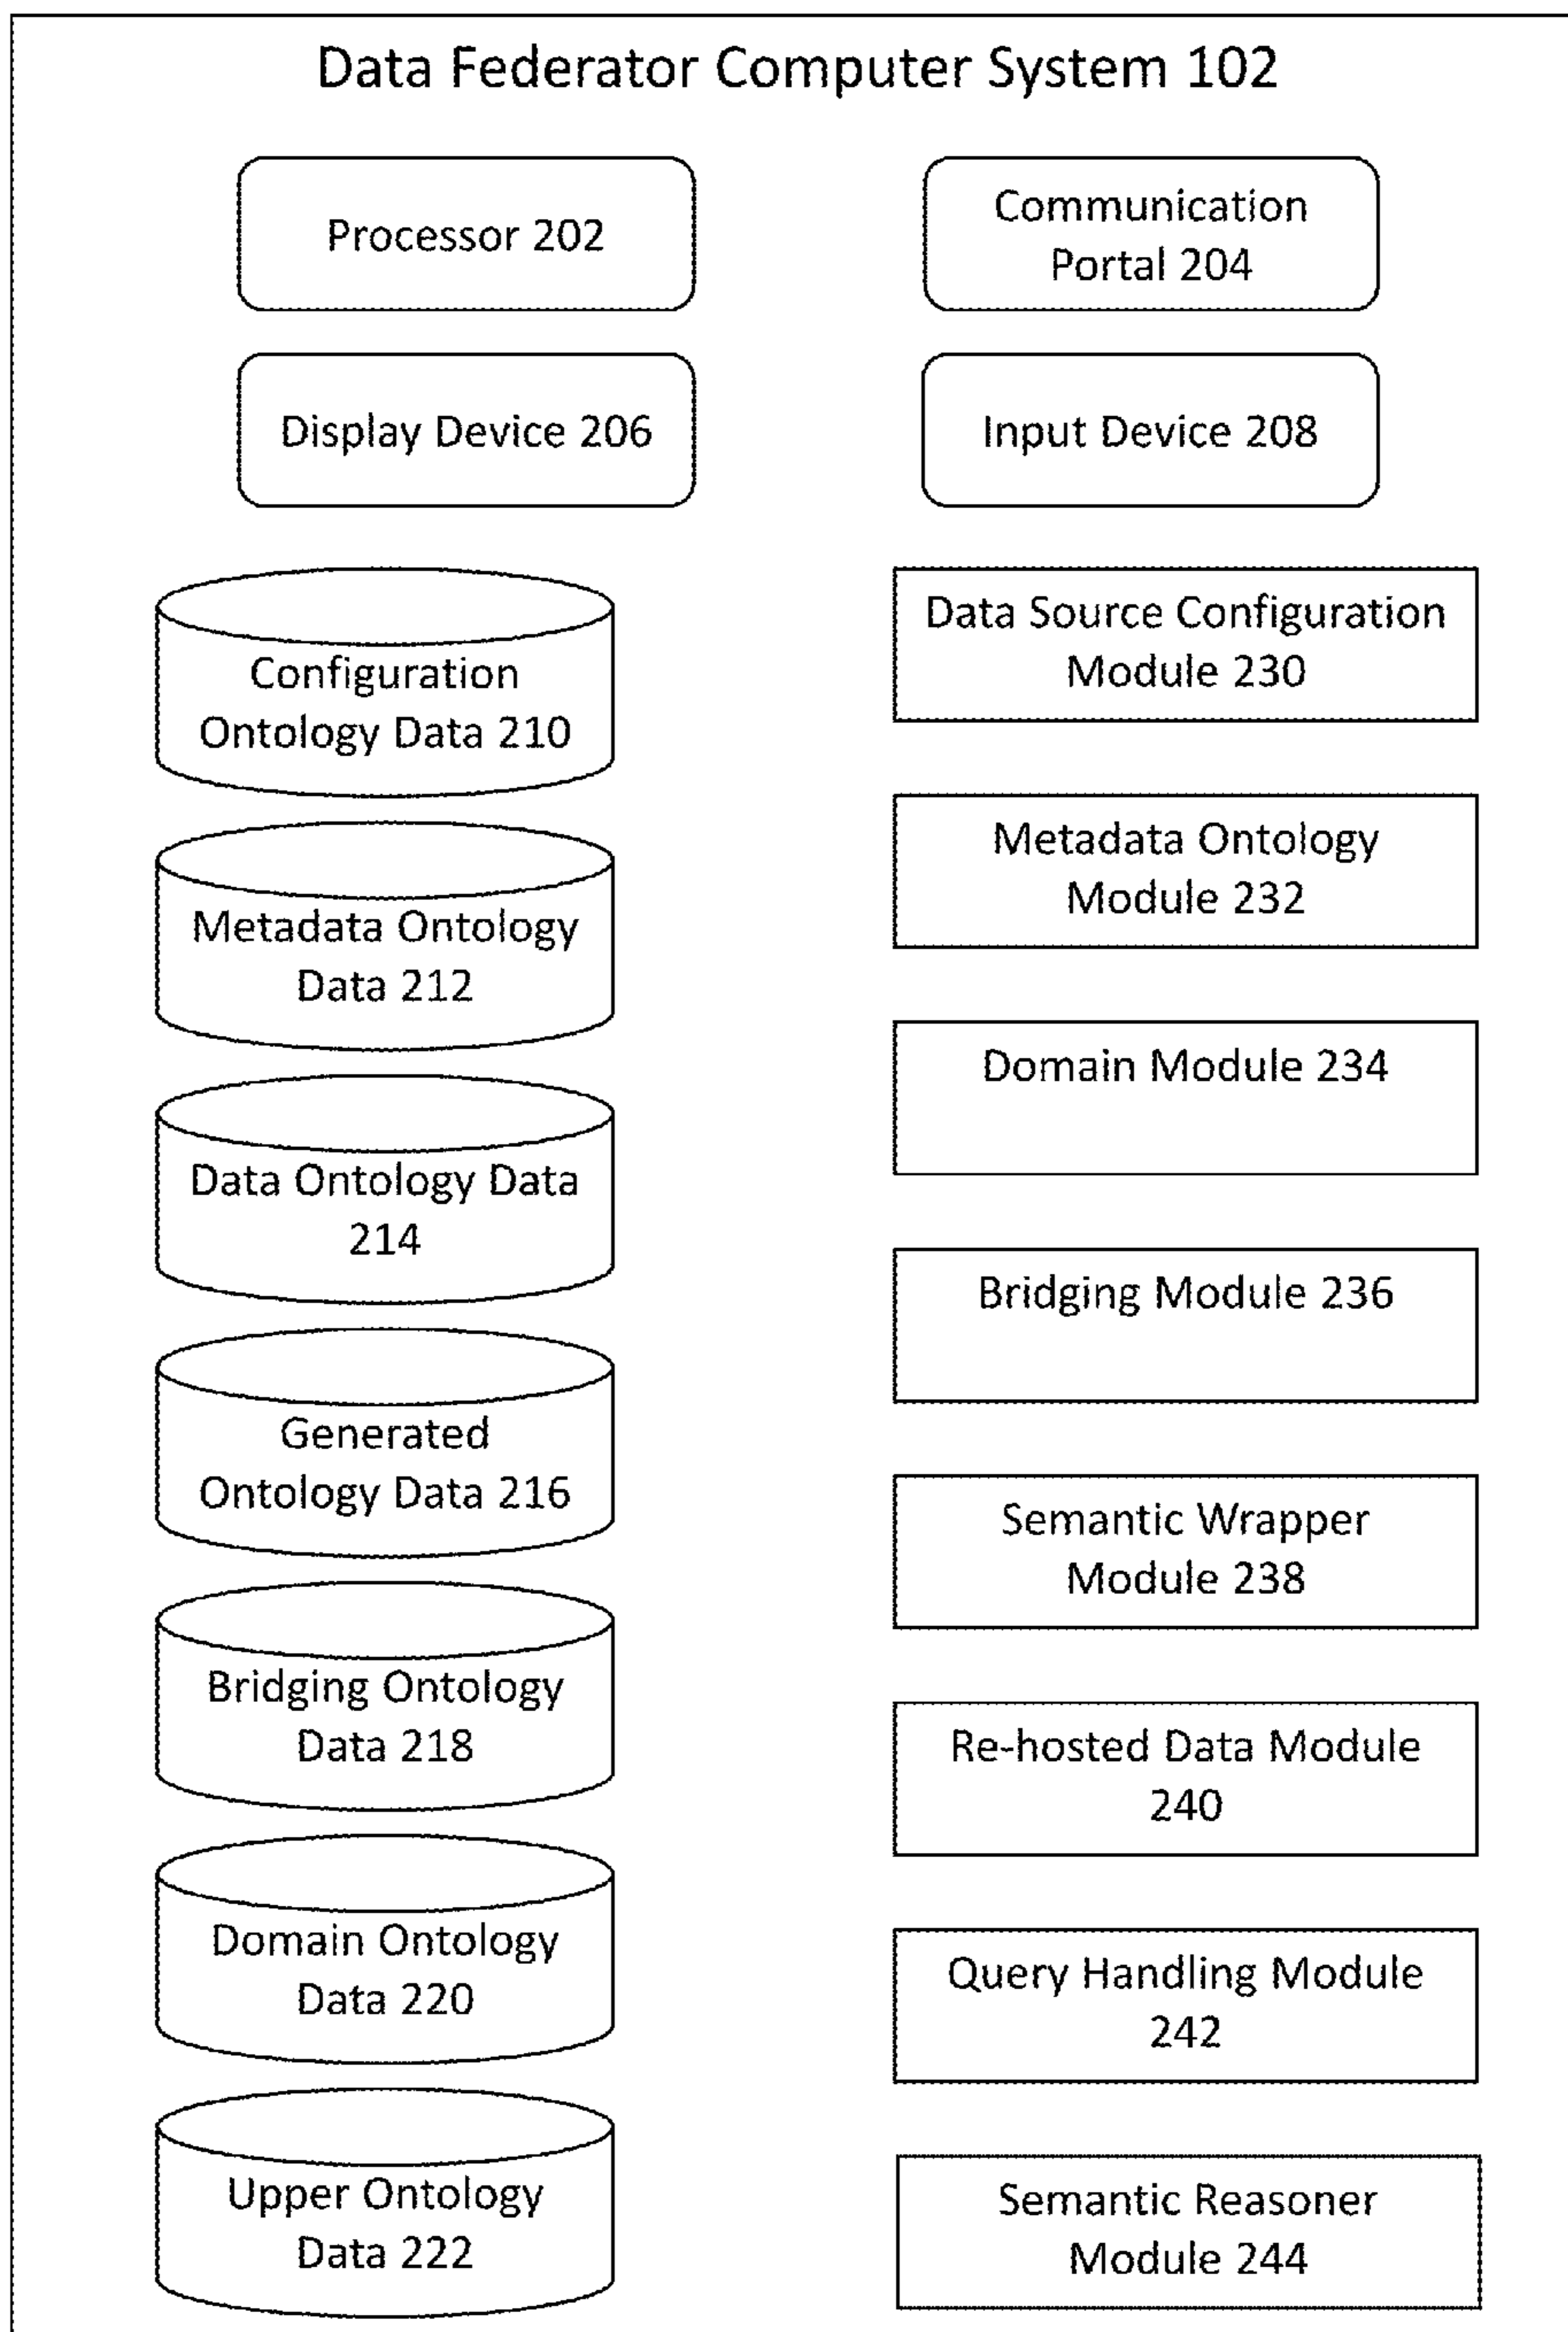 Data Federator Computer System 102
Processor 202
Communication
Portal 204
Display Device 206
Input Device 208
Configuration
Ontology Data 210
Metadata Ontology
Data 212
Data Ontology Data
214
Generated
Ontology Data 216
Bridging Ontology
Data 218
Domain Ontology
Data 220
Upper Ontology
Data 222
Data Source Configuration
Module 230
Metadata Ontology
Module 232
Domain Module 234
Bridging Module 236
Semantic Wrapper
Module 238
Re-hosted Data Module
240
Query Handling Module
242
Semantic Reasoner
Module 244